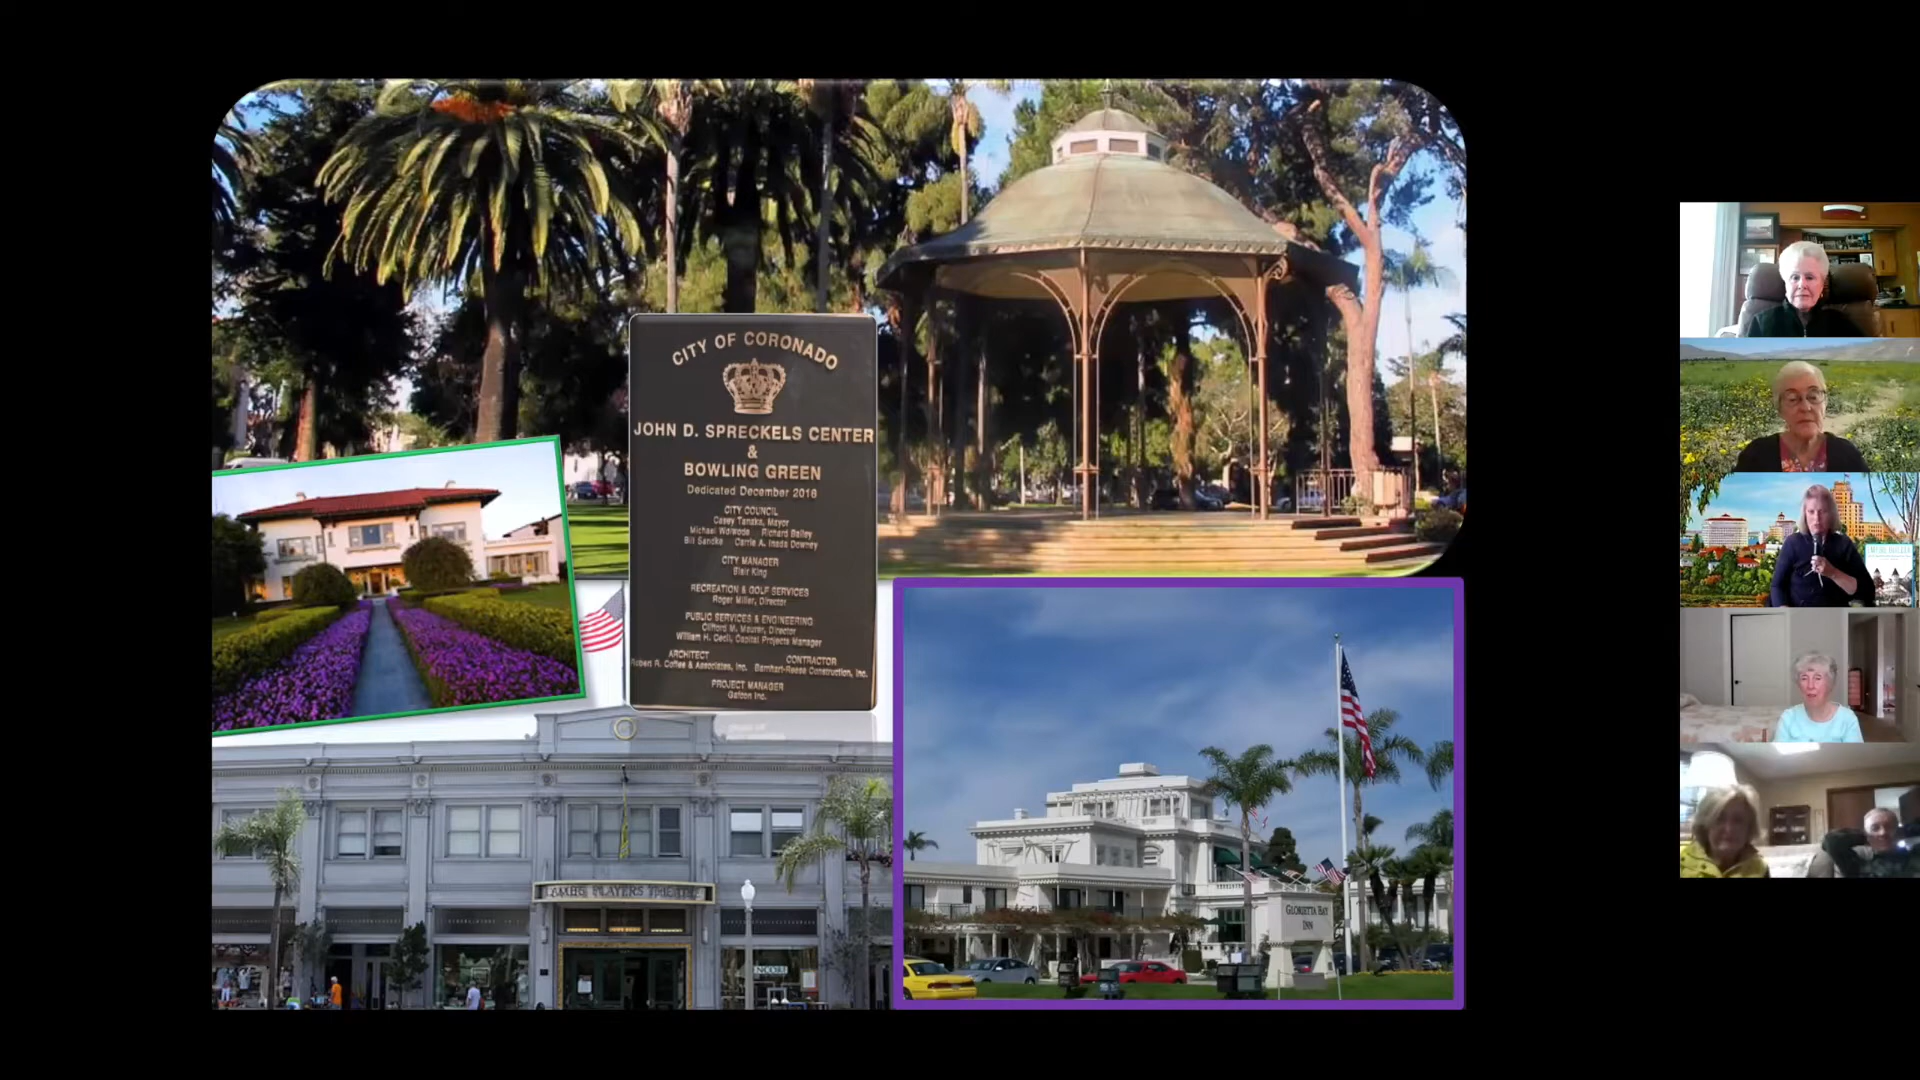 CITY OF CORONADO
JOHN D. SPRECKELS CENTER
&
BOWLING GREEN
Dedicated December 2016
CITY COUNCIL
Casey Tanaka, Mayor
Michael Woiwode Richard Bailey
Bill Sandke Carrie A. Inada Downey
CITY MANAGER
Blair King
RECREATION & GOLF SERVICES
Roger Miller, Director
PUBLIC SERVICES & ENGINEERING
Clifford M. Maurer, Director
William H. Cecil, Capital Projects Manager
ARCHITECT CONTRACTOR
Robert R. Coffee & Associates, Inc. Barnhart-Reese Construction, Inc.
PROJECT MANAGER
Gafcon Inc.
LAMB'S PLAYERS THEATRE
ENCORE
GLORIETTA BAY
INN